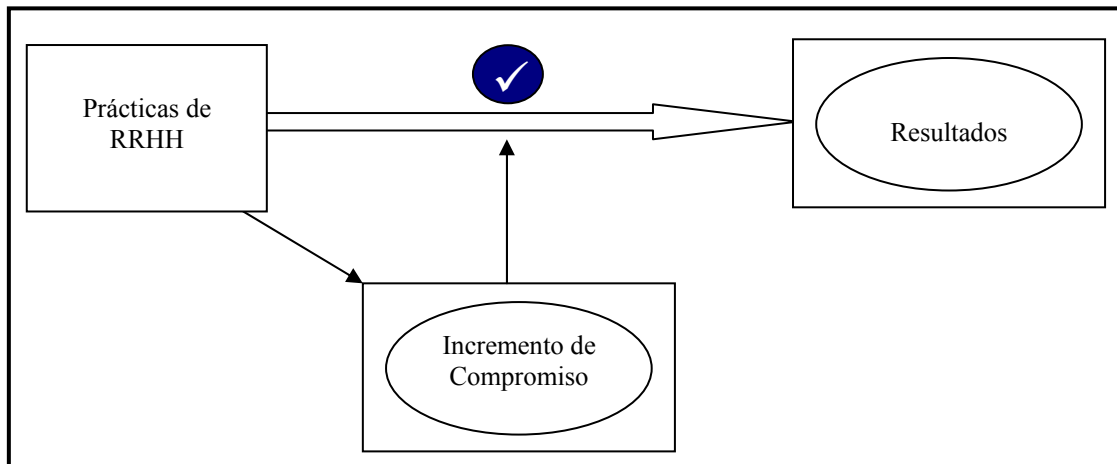 Prácticas de
RRHH
Resultados
Incremento de
Compromiso